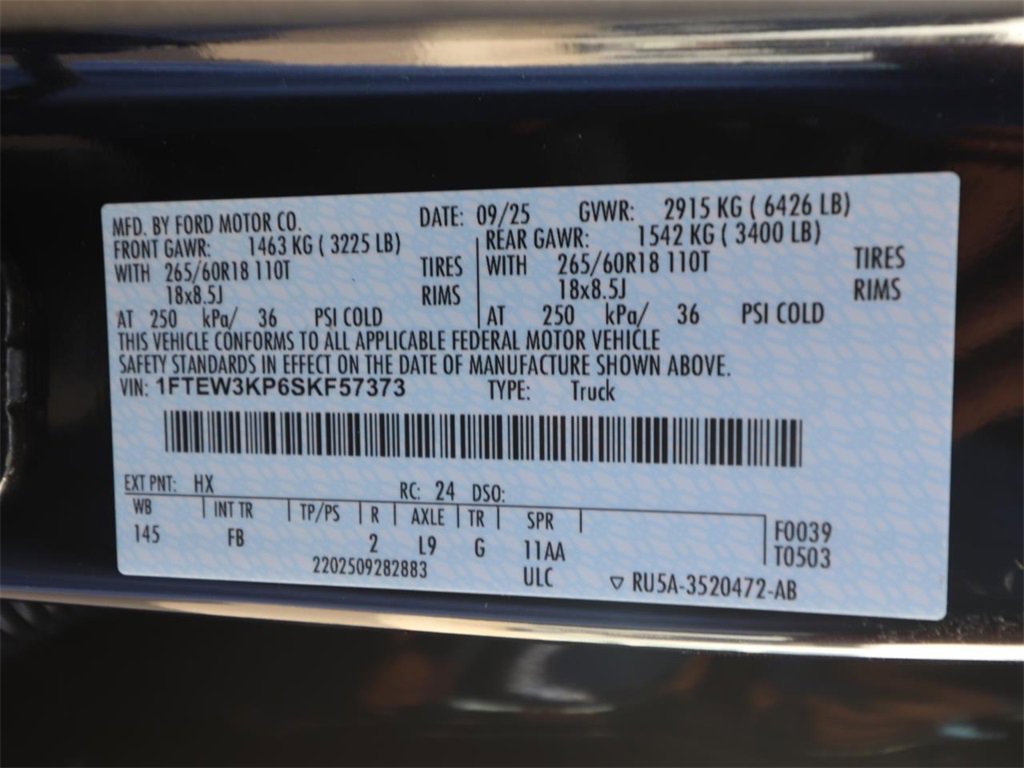 MFD. BY FORD MOTOR CO. DATE: 09/25 GVWR: 2915 KG ( 6426 LB)
FRONT GAWR: 1463 KG ( 3225 LB) REAR GAWR: 1542 KG ( 3400 LB)
WITH 265/60R18 110T TIRES WITH 265/60R18 110T TIRES
18x8.5J RIMS 18x8.5J RIMS
AT 250 kPa/ 36 PSI COLD AT 250 kPa/ 36 PSI COLD
THIS VEHICLE CONFORMS TO ALL APPLICABLE FEDERAL MOTOR VEHICLE
SAFETY STANDARDS IN EFFECT ON THE DATE OF MANUFACTURE SHOWN ABOVE.
VIN: 1FTEW3KP6SKF57373 TYPE: Truck
EXT PNT: HX RC: 24 DSO:
WB INT TR TP/PS R AXLE TR SPR
145 FB 2 L9 G 11AA F0039
2202509282883 ULC T0503
RU5A-3520472-AB